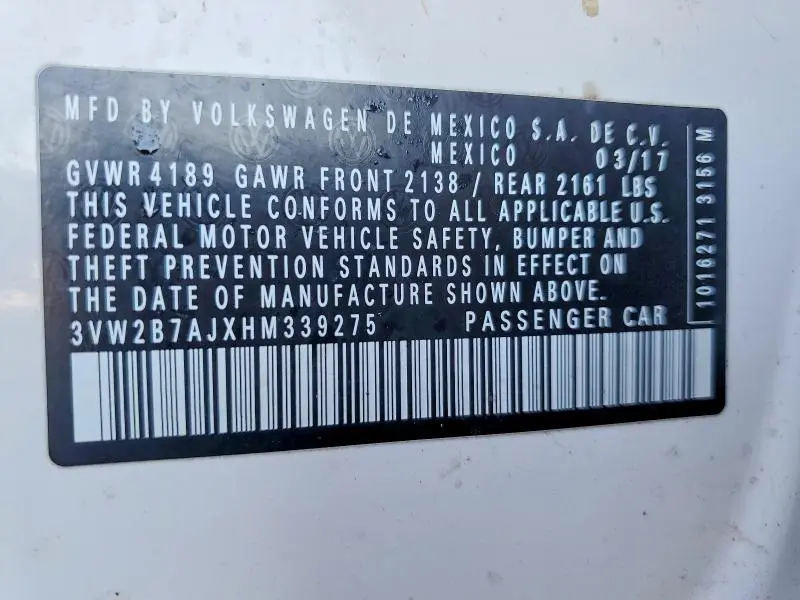 MFD BY VOLKSWAGEN DE MEXICO S.A. DE C.V.
MEXICO 03/17
GVWR 4189 GAWR FRONT 2138 / REAR 2161 LBS
THIS VEHICLE CONFORMS TO ALL APPLICABLE U.S.
FEDERAL MOTOR VEHICLE SAFETY, BUMPER AND
THEFT PREVENTION STANDARDS IN EFFECT ON
THE DATE OF MANUFACTURE SHOWN ABOVE.
3VW2B7AJXHM339275 PASSENGER CAR
1016271 3156 M